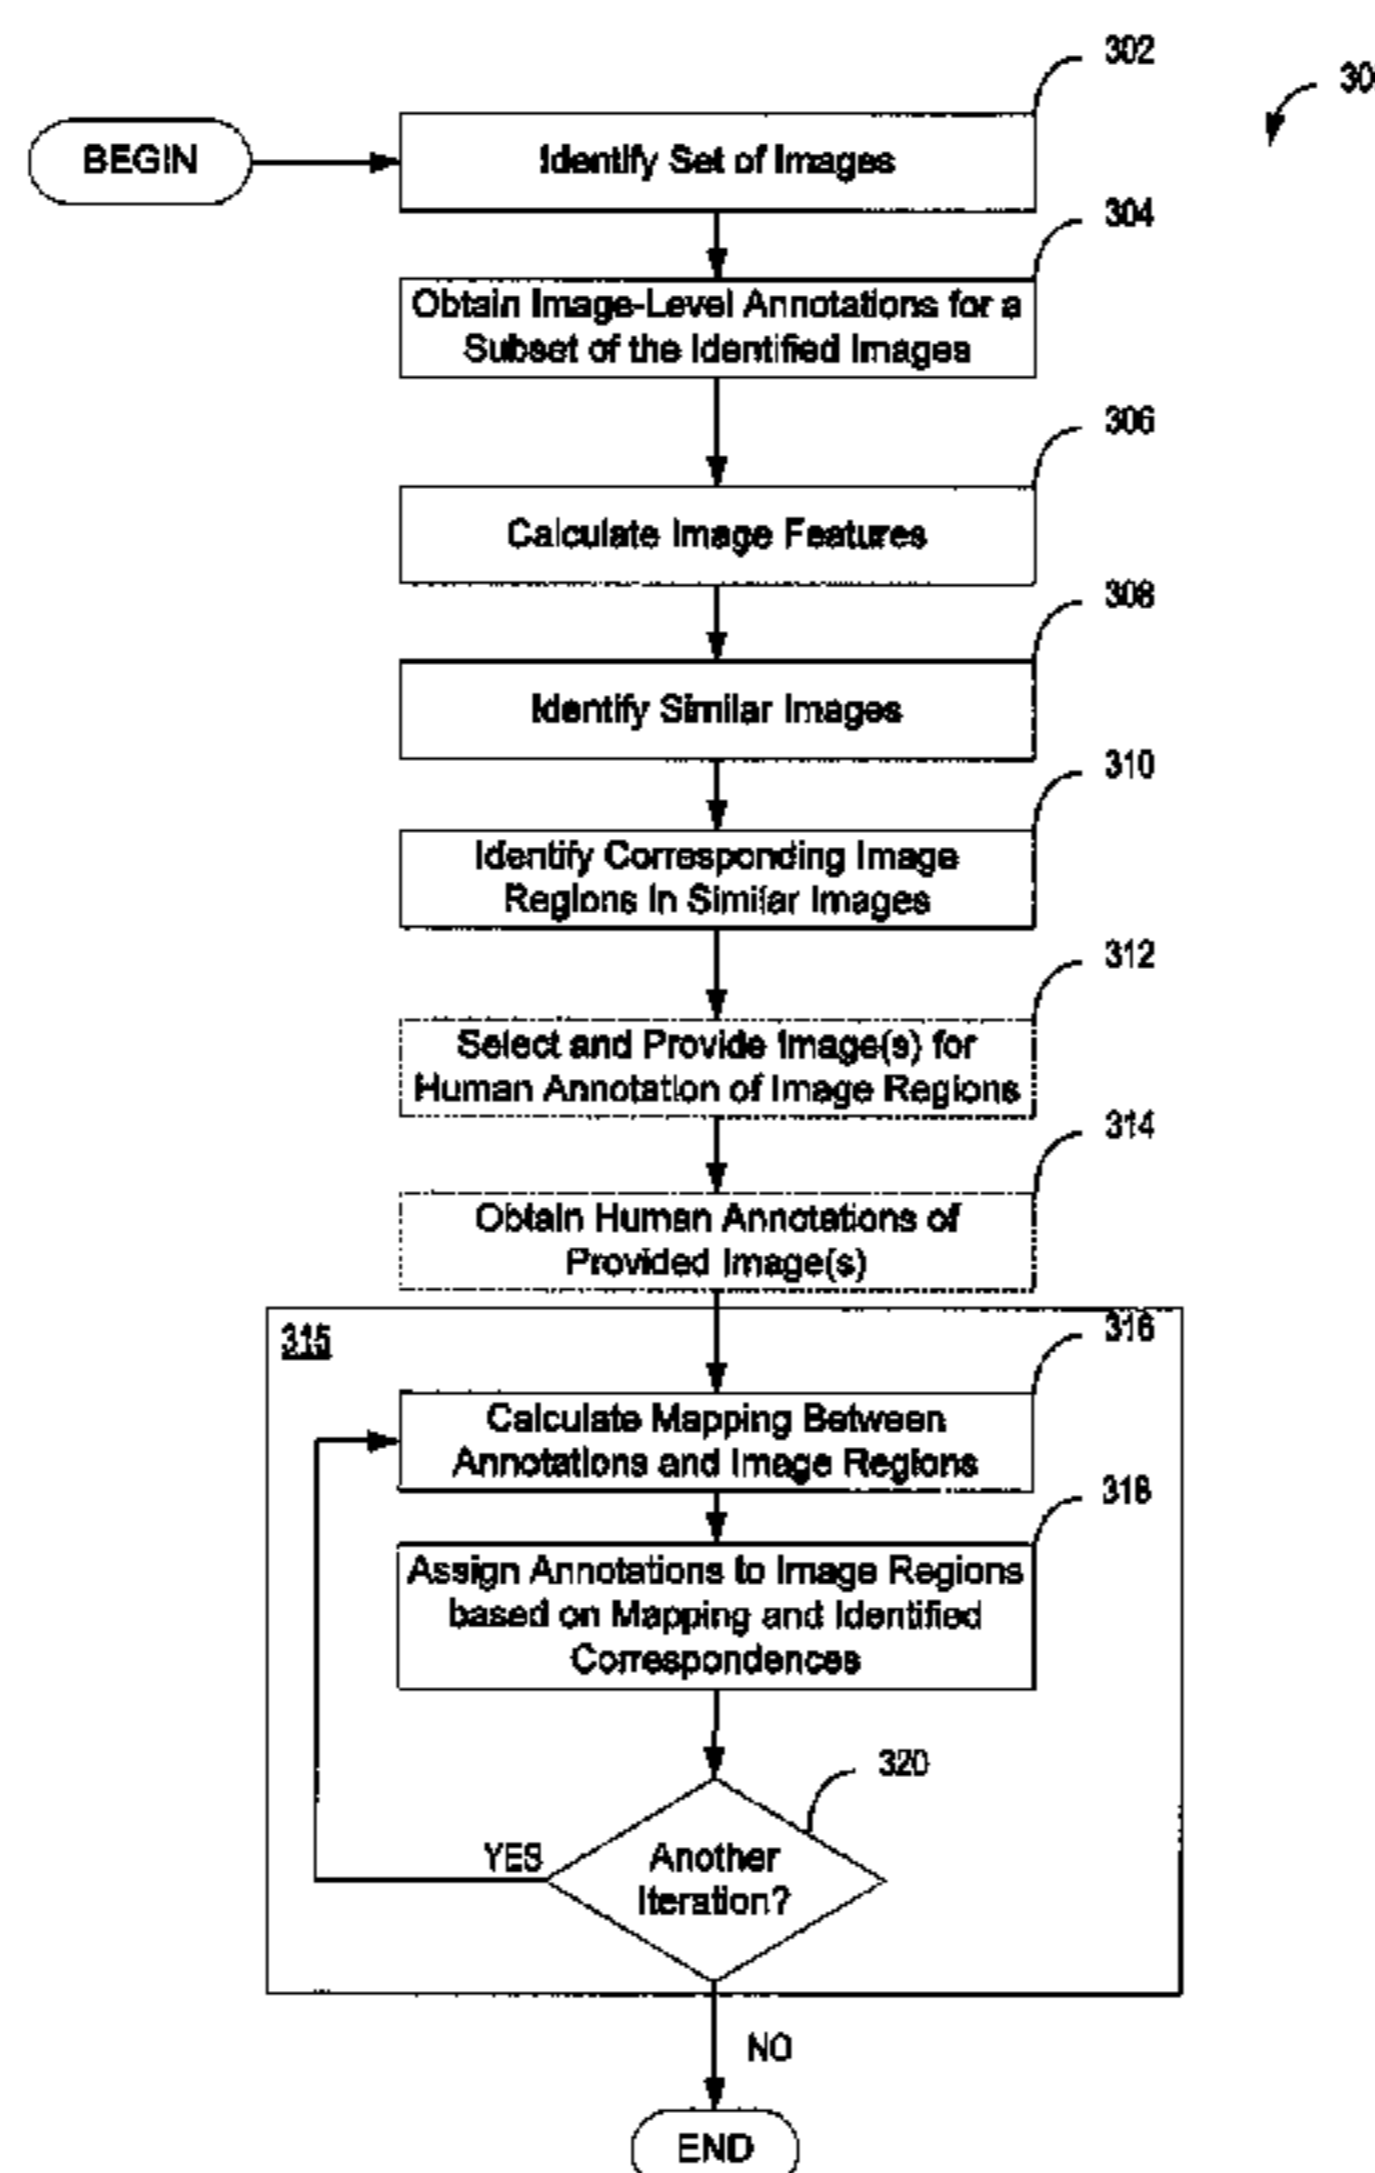 302
30
BEGIN
Identify Set of Images
304
Obtain Image-Level Annotations for a
Subset of the Identified Images
306
Calculate Image Features
308
Identify Similar Images
310
Identify Corresponding Image
Regions in Similar Images
312
Select and Provide Image(s) for
Human Annotation of Image Regions
314
Obtain Human Annotations of
Provided Image(s)
315
316
Calculate Mapping Between
Annotations and Image Regions
318
Assign Annotations to Image Regions
based on Mapping and Identified
Correspondences
320
YES
Another
Iteration?
NO
END